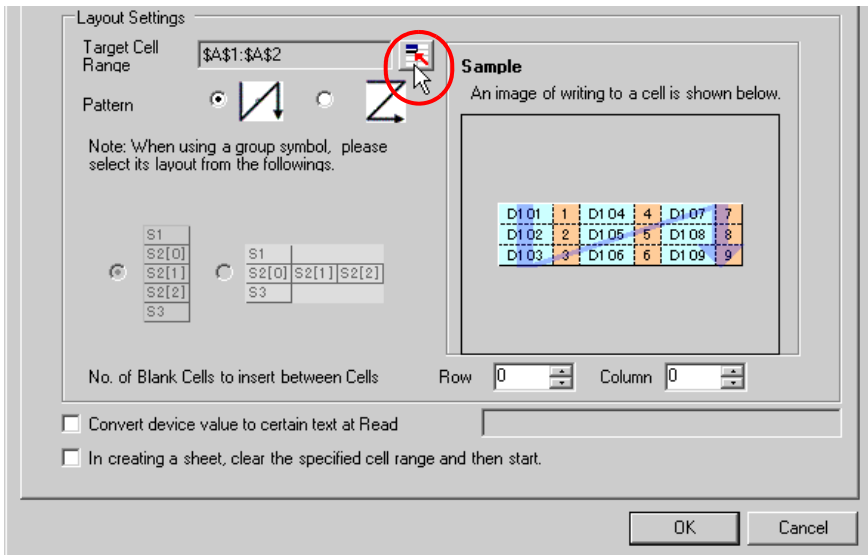 Layout Settings
Target Cell
Range
$A$1:$A$2
Pattern
Note: When using a group symbol, please
select its layout from the followings.
S1
S2[0]
S2[1]
S2[2]
S3
S1
S2[0] S2[1] S2[2]
S3
Sample
An image of writing to a cell is shown below.
D101 1 D104 4 D107 7
D102 2 D105 5 D108 8
D103 3 D106 6 D109 9
No. of Blank Cells to insert between Cells
Row 0 Column 0
Convert device value to certain text at Read
In creating a sheet, clear the specified cell range and then start.
OK Cancel